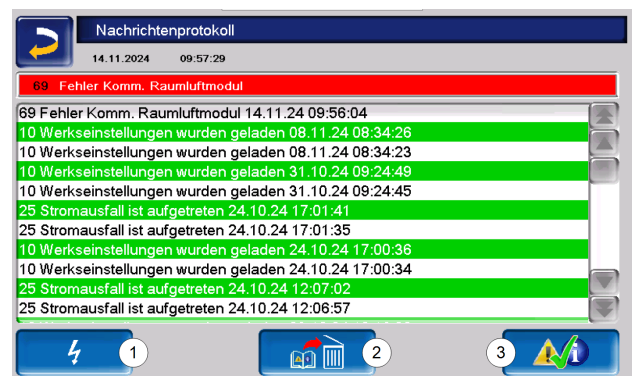 Nachrichtenprotokoll
14.11.2024 09:57:29
69 Fehler Komm. Raumluftmodul
69 Fehler Komm. Raumluftmodul 14.11.24 09:56:04
10 Werkseinstellungen wurden geladen 08.11.24 08:34:26
10 Werkseinstellungen wurden geladen 08.11.24 08:34:23
10 Werkseinstellungen wurden geladen 31.10.24 09:24:49
10 Werkseinstellungen wurden geladen 31.10.24 09:24:45
25 Stromausfall ist aufgetreten 24.10.24 17:01:41
25 Stromausfall ist aufgetreten 24.10.24 17:01:35
10 Werkseinstellungen wurden geladen 24.10.24 17:00:36
10 Werkseinstellungen wurden geladen 24.10.24 17:00:34
25 Stromausfall ist aufgetreten 24.10.24 12:07:02
25 Stromausfall ist aufgetreten 24.10.24 12:06:57
1 2 3